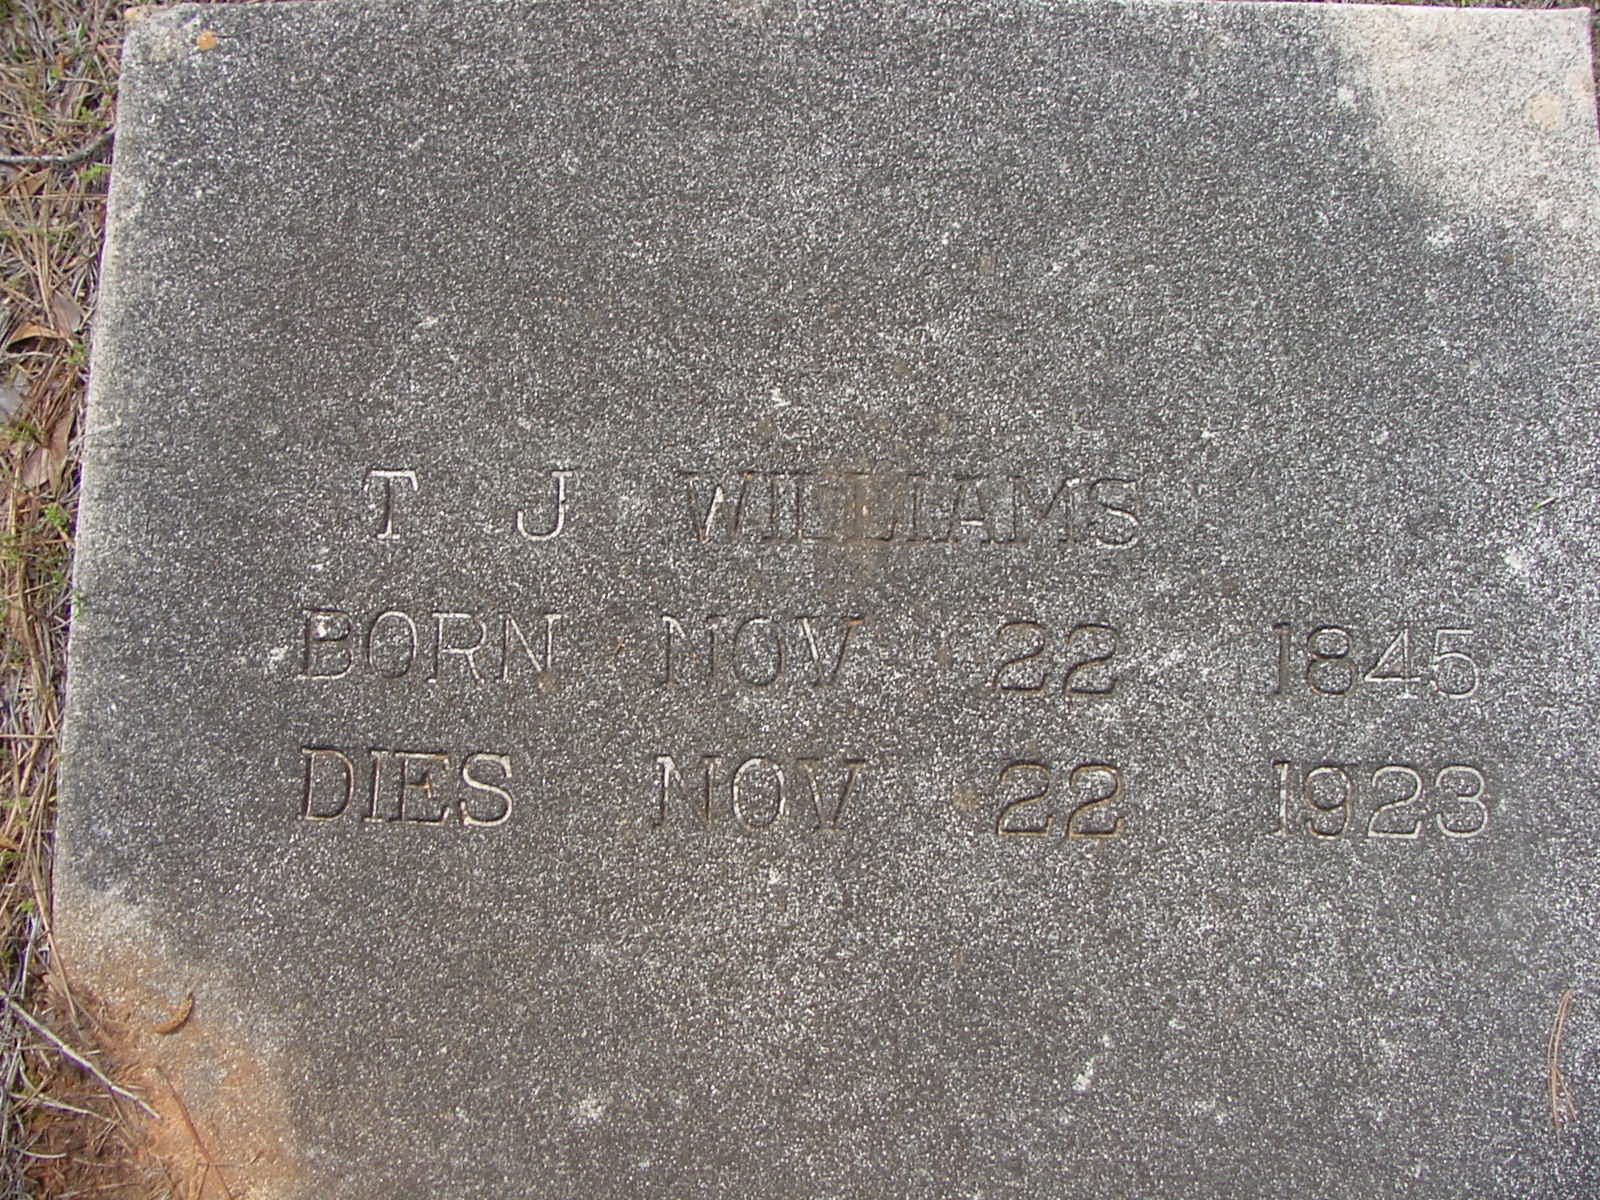 T J WILLIAMS
BORN NOV 22 1845
DIES NOV 22 1923